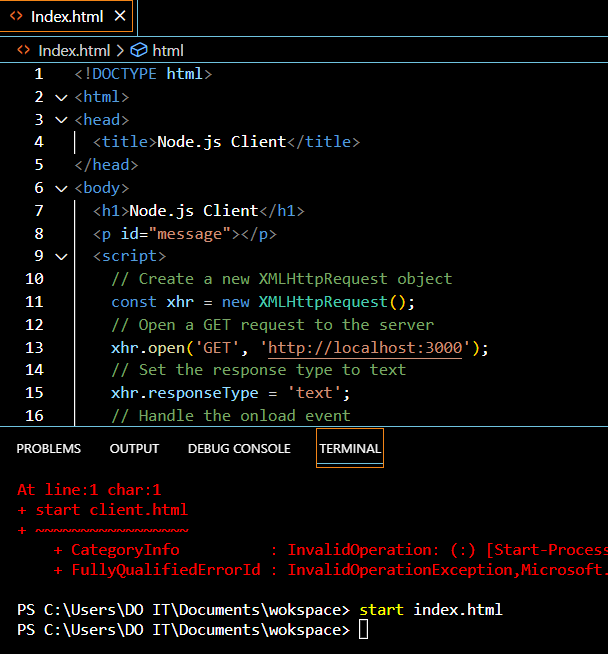 Index.html
Index.html > html
1 <!DOCTYPE html>
2 <html>
3 <head>
4 <title>Node.js Client</title>
5 </head>
6 <body>
7 <h1>Node.js Client</h1>
8 <p id="message"></p>
9 <script>
10 // Create a new XMLHttpRequest object
11 const xhr = new XMLHttpRequest();
12 // Open a GET request to the server
13 xhr.open('GET', 'http://localhost:3000');
14 // Set the response type to text
15 xhr.responseType = 'text';
16 // Handle the onload event
PROBLEMS OUTPUT DEBUG CONSOLE TERMINAL
At line:1 char:1
+ start client.html
+ ~~~~~~~~~~~~~~~~~
+ CategoryInfo : InvalidOperation: (:) [Start-Process
+ FullyQualifiedErrorId : InvalidOperationException,Microsoft.
PS C:\Users\DO IT\Documents\wokspace> start index.html
PS C:\Users\DO IT\Documents\wokspace>